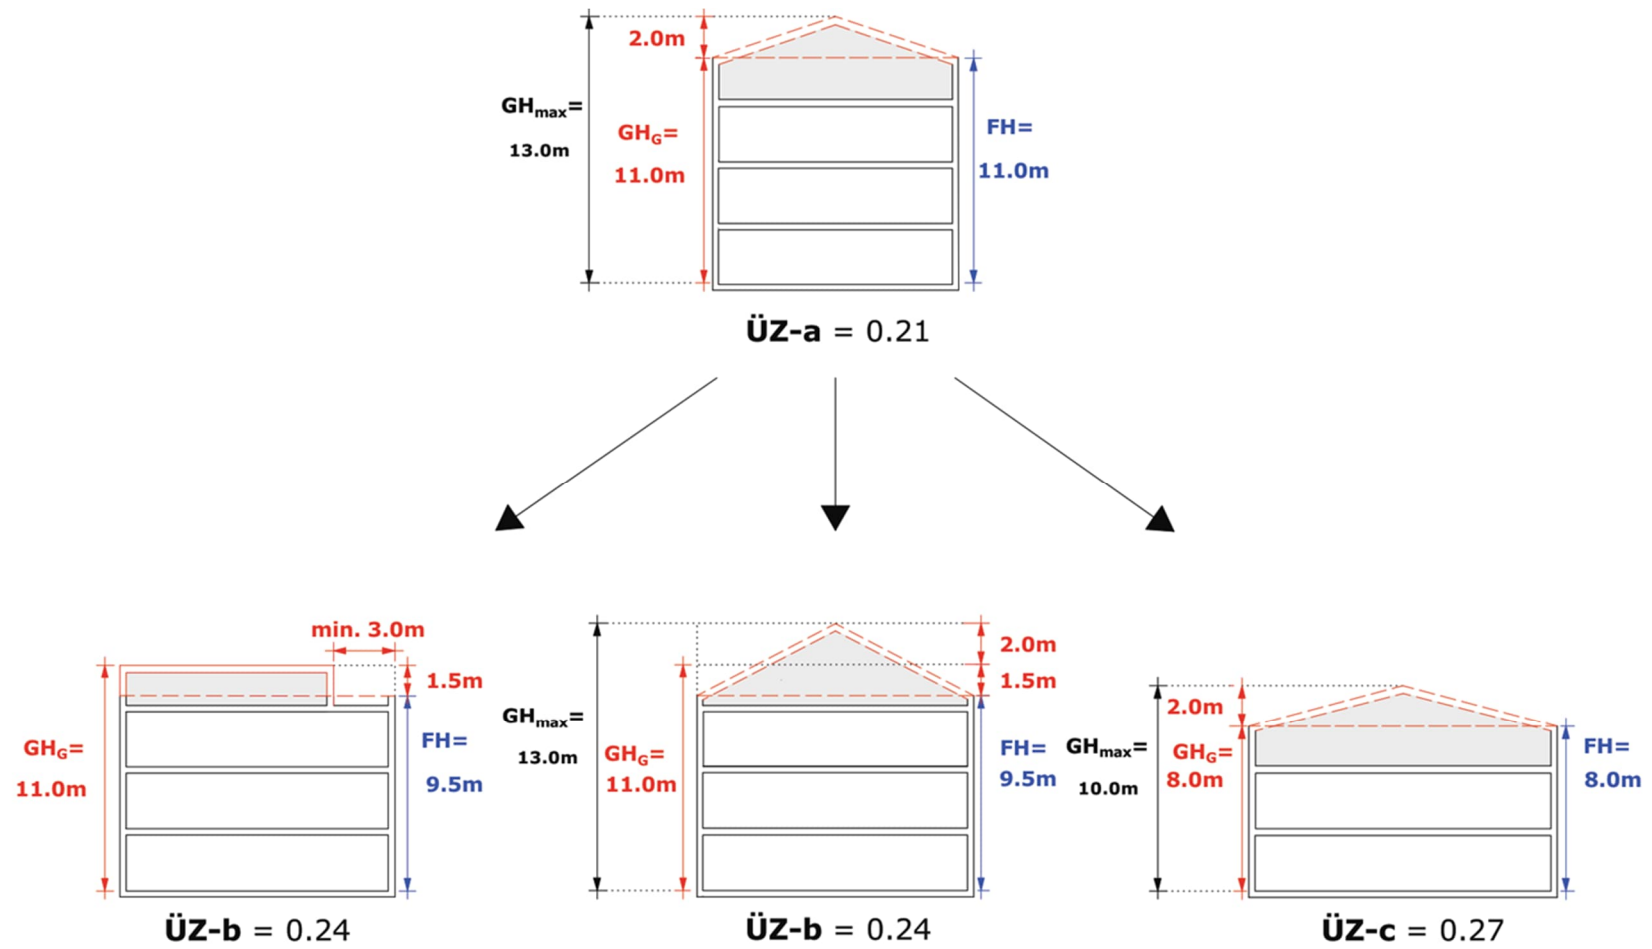 2.0m
GHmax=
13.0m
GHG=
11.0m
FH=
11.0m
ÜZ-a = 0.21
min. 3.0m
1.5m
GHG=
11.0m
FH=
9.5m
ÜZ-b = 0.24
2.0m
1.5m
GHmax=
13.0m
GHG=
11.0m
FH=
9.5m
ÜZ-b = 0.24
2.0m
GHmax=
10.0m
GHG=
8.0m
FH=
8.0m
ÜZ-c = 0.27